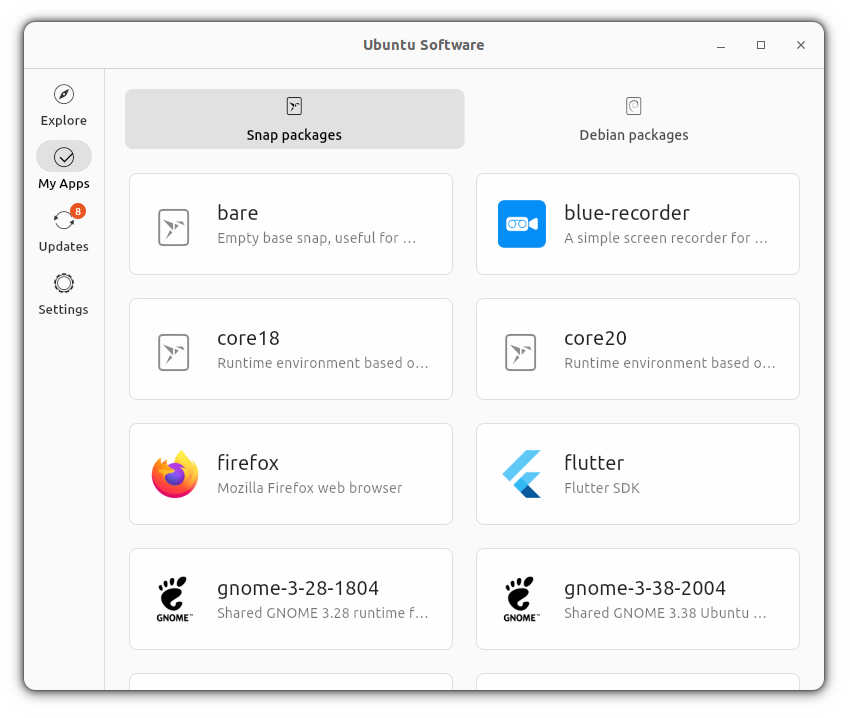 Ubuntu Software
Explore
My Apps
8
Updates
Settings
Snap packages
Debian packages
bare
Empty base snap, useful for …
blue-recorder
A simple screen recorder for …
core18
Runtime environment based o…
core20
Runtime environment based o…
firefox
Mozilla Firefox web browser
flutter
Flutter SDK
GNOME™
gnome-3-28-1804
Shared GNOME 3.28 runtime f…
GNOME™
gnome-3-38-2004
Shared GNOME 3.38 Ubuntu …